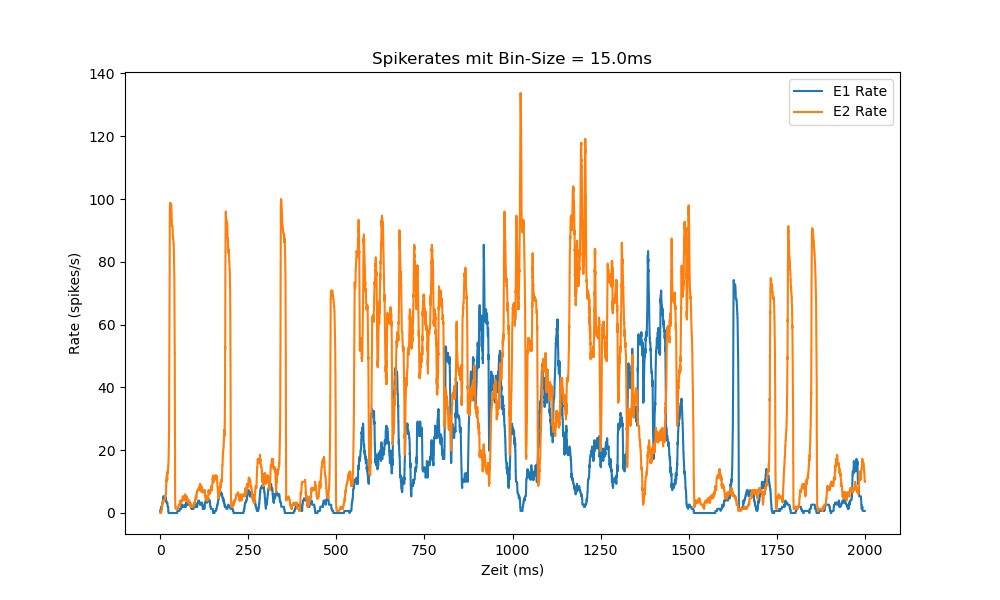 Spikerates mit Bin-Size = 15.0ms
E1 Rate
E2 Rate
Rate (spikes/s)
140
120
100
80
60
40
20
0
0 250 500 750 1000 1250 1500 1750 2000
Zeit (ms)